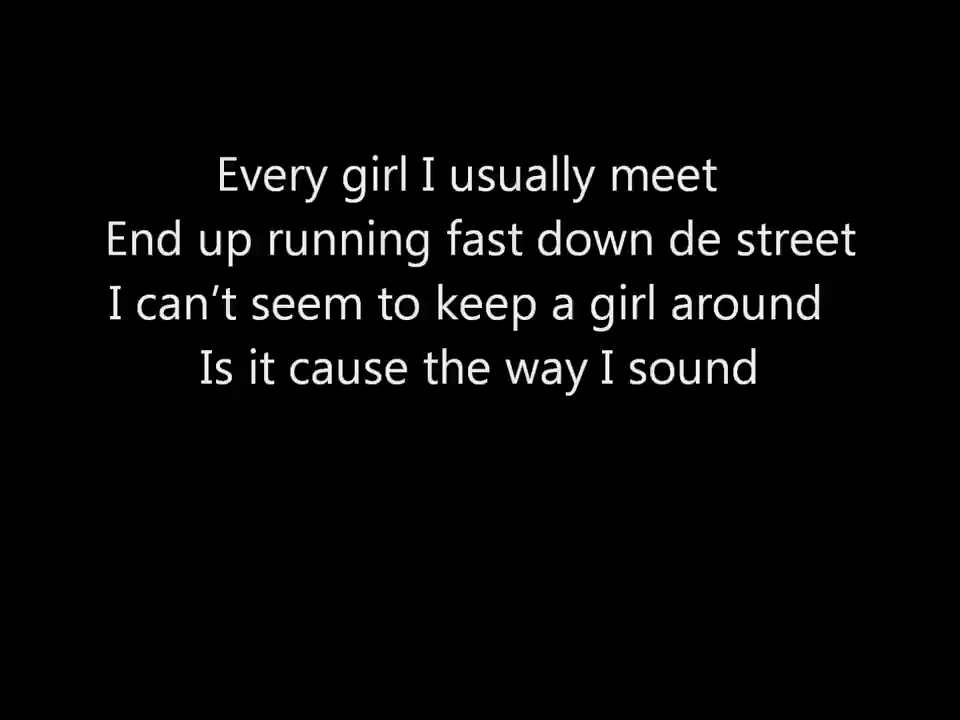 Every girl I usually meet
End up running fast down de street
I can’t seem to keep a girl around
Is it cause the way I sound